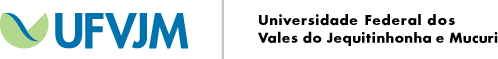 UFVJM
Universidade Federal dos
Vales do Jequitinhonha e Mucuri